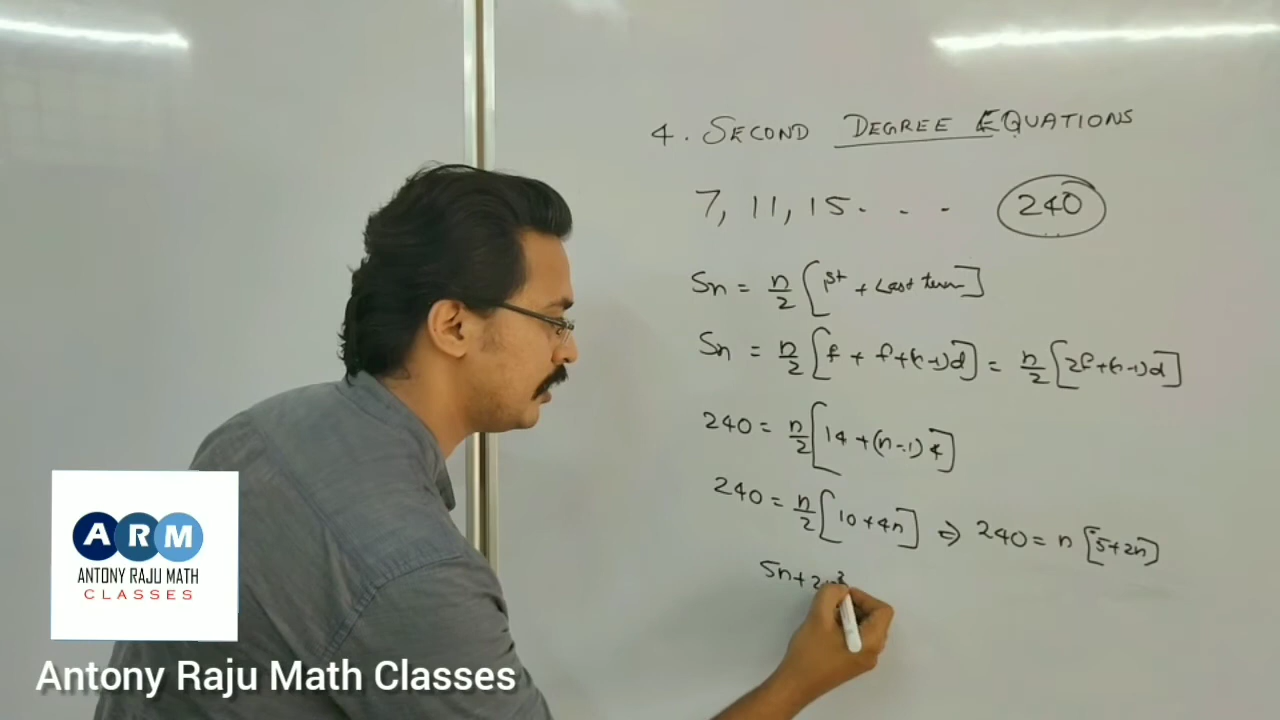 4. SECOND DEGREE EQUATIONS
7, 11, 15 . . . 240
Sn = n/2 [1st + Last term]
Sn = n/2 [f + f+(n-1)d] = n/2 [2f+(n-1)d]
240 = n/2 [14 + (n-1) 4]
240 = n/2 [10 + 4n] ⇒ 240 = n [5+2n]
5n+2n²
ARM
ANTONY RAJU MATH
CLASSES
Antony Raju Math Classes